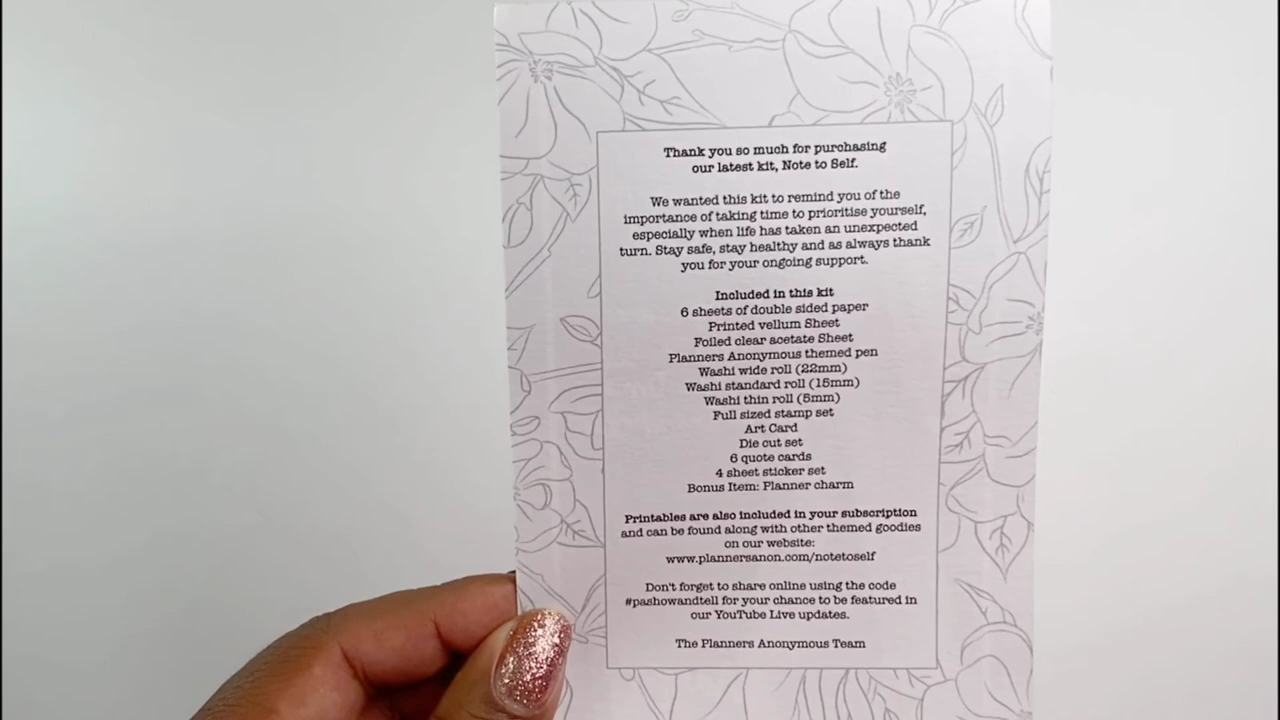 Thank you so much for purchasing
our latest kit, Note to Self.
We wanted this kit to remind you of the
importance of taking time to prioritise yourself,
especially when life has taken an unexpected
turn. Stay safe, stay healthy and as always thank
you for your ongoing support.
Included in this kit
6 sheets of double sided paper
Printed vellum Sheet
Foiled clear acetate Sheet
Planners Anonymous themed pen
Washi wide roll (22mm)
Washi standard roll (15mm)
Washi thin roll (5mm)
Full sized stamp set
Art Card
Die cut set
6 quote cards
4 sheet sticker set
Bonus Item: Planner charm
Printables are also included in your subscription
and can be found along with other themed goodies
on our website:
www.plannersanon.com/notetoself
Don't forget to share online using the code
#pashowandtell for your chance to be featured in
our YouTube Live updates.
The Planners Anonymous Team